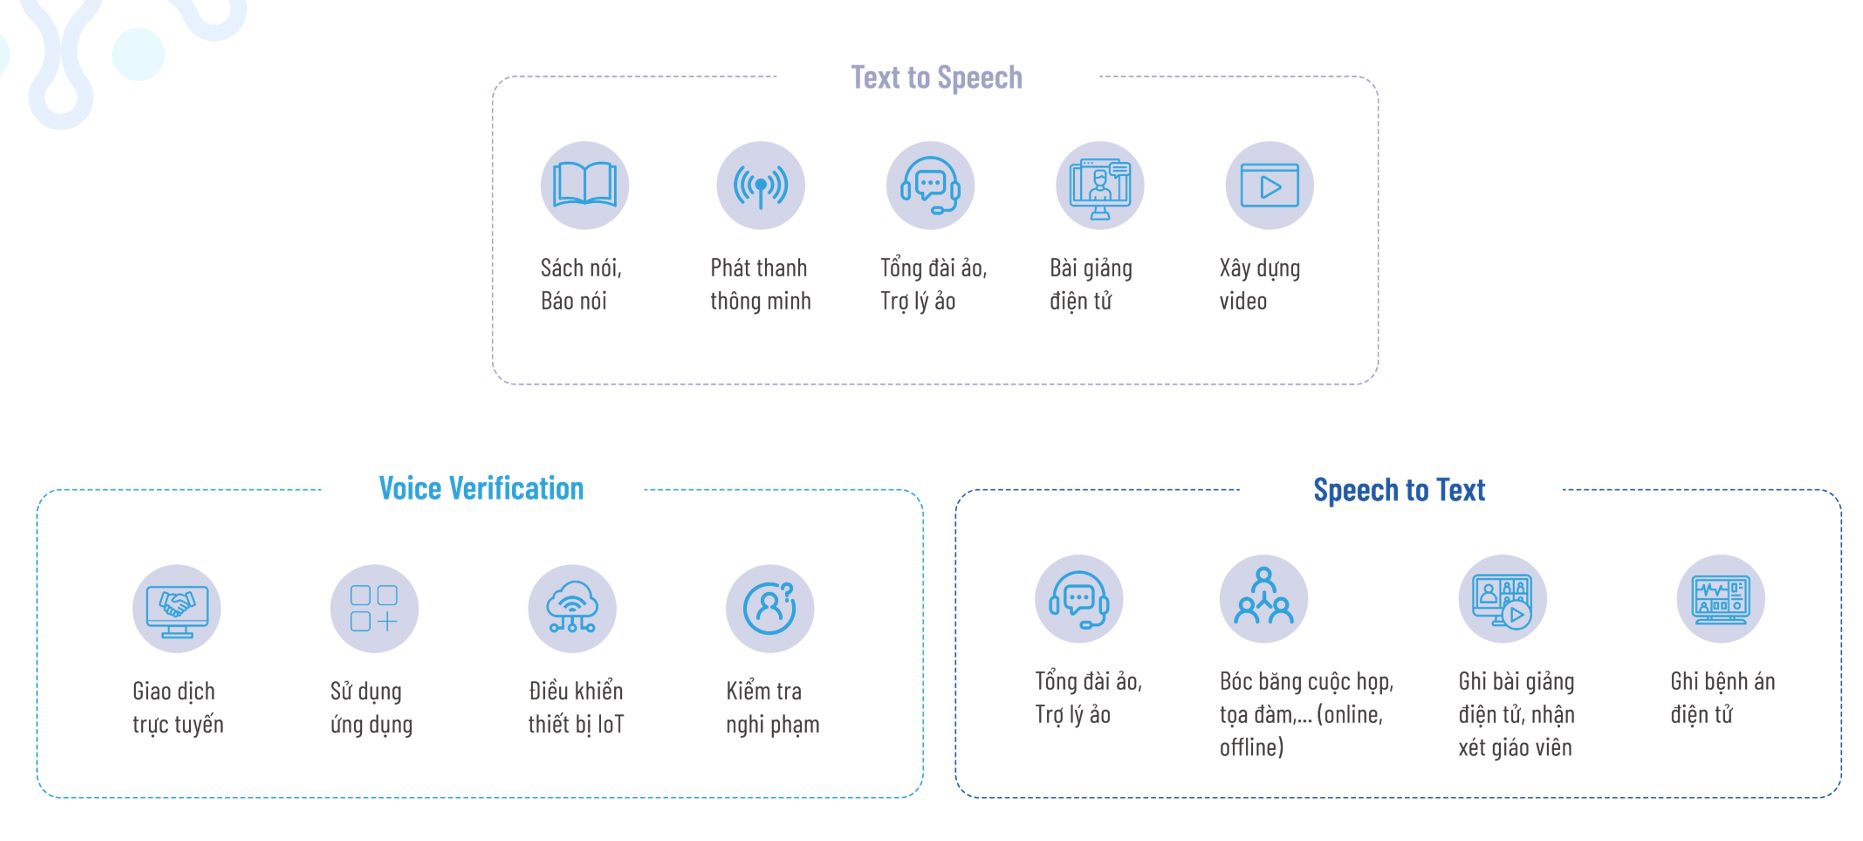 Text to Speech
Sách nói,
Báo nói
Phát thanh
thông minh
Tổng đài ảo,
Trợ lý ảo
Bài giảng
điện tử
Xây dựng
video
Voice Verification
Giao dịch
trực tuyến
Sử dụng
ứng dụng
Điều khiển
thiết bị IoT
Kiểm tra
nghi phạm
Speech to Text
Tổng đài ảo,
Trợ lý ảo
Bóc băng cuộc họp,
tọa đàm,... (online,
offline)
Ghi bài giảng
điện tử, nhận
xét giáo viên
Ghi bệnh án
điện tử